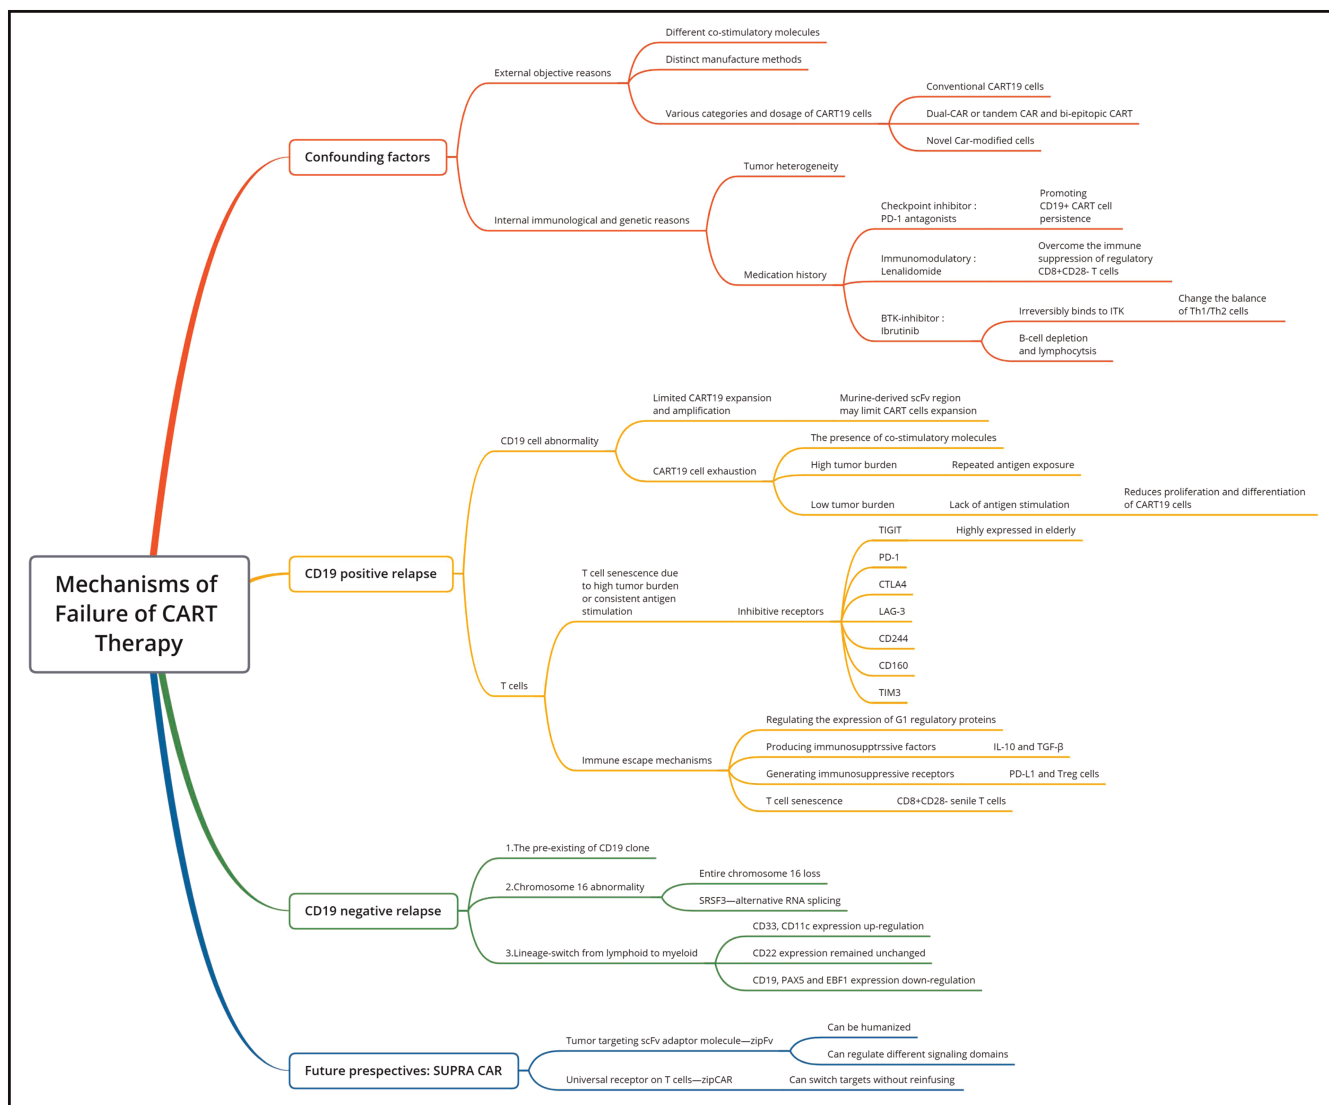 Mechanisms of
Failure of CART
Therapy
Confounding factors
External objective reasons
Different co-stimulatory molecules
Distinct manufacture methods
Various categories and dosage of CART19 cells
Conventional CART19 cells
Dual-CAR or tandem CAR and bi-epitopic CART
Novel Car-modified cells
Internal immunological and genetic reasons
Tumor heterogeneity
Medication history
Checkpoint inhibitor :
PD-1 antagonists
Promoting
CD19+ CART cell
persistence
Immunomodulatory :
Lenalidomide
Overcome the immune
suppression of regulatory
CD8+CD28- T cells
BTK-inhibitor :
Ibrutinib
Irreversibly binds to ITK
Change the balance
of Th1/Th2 cells
B-cell depletion
and lymphocytsis
CD19 positive relapse
CD19 cell abnormality
Limited CART19 expansion
and amplification
Murine-derived scFv region
may limit CART cells expansion
CART19 cell exhaustion
The presence of co-stimulatory molecules
High tumor burden
Repeated antigen exposure
Low tumor burden
Lack of antigen stimulation
Reduces proliferation and differentiation
of CART19 cells
T cells
T cell senescence due
to high tumor burden
or consistent antigen
stimulation
Inhibitive receptors
TIGIT
Highly expressed in elderly
PD-1
CTLA4
LAG-3
CD244
CD160
TIM3
Immune escape mechanisms
Regulating the expression of G1 regulatory proteins
Producing immunosupptrssive factors
IL-10 and TGF-β
Generating immunosuppressive receptors
PD-L1 and Treg cells
T cell senescence
CD8+CD28- senile T cells
CD19 negative relapse
1.The pre-existing of CD19 clone
2.Chromosome 16 abnormality
Entire chromosome 16 loss
SRSF3—alternative RNA splicing
3.Lineage-switch from lymphoid to myeloid
CD33, CD11c expression up-regulation
CD22 expression remained unchanged
CD19, PAX5 and EBF1 expression down-regulation
Future prespectives: SUPRA CAR
Tumor targeting scFv adaptor molecule—zipFv
Can be humanized
Can regulate different signaling domains
Universal receptor on T cells—zipCAR
Can switch targets without reinfusing